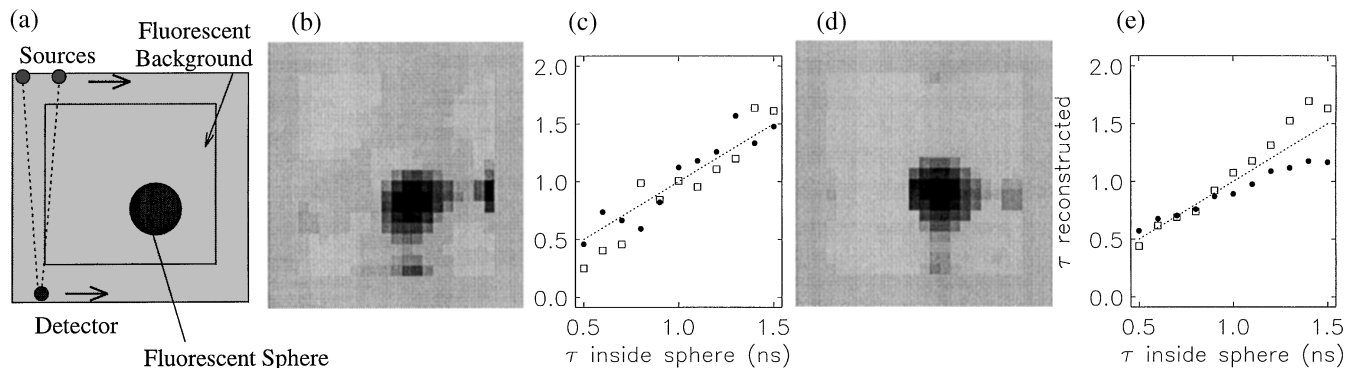 (a)
Sources
Fluorescent
Background
Detector
Fluorescent Sphere
(b)
(c)
2.0
1.5
1.0
0.5
0.0
0.5 1.0 1.5
τ inside sphere (ns)
(d)
(e)
τ reconstructed
2.0
1.5
1.0
0.5
0.0
0.5 1.0 1.5
τ inside sphere (ns)